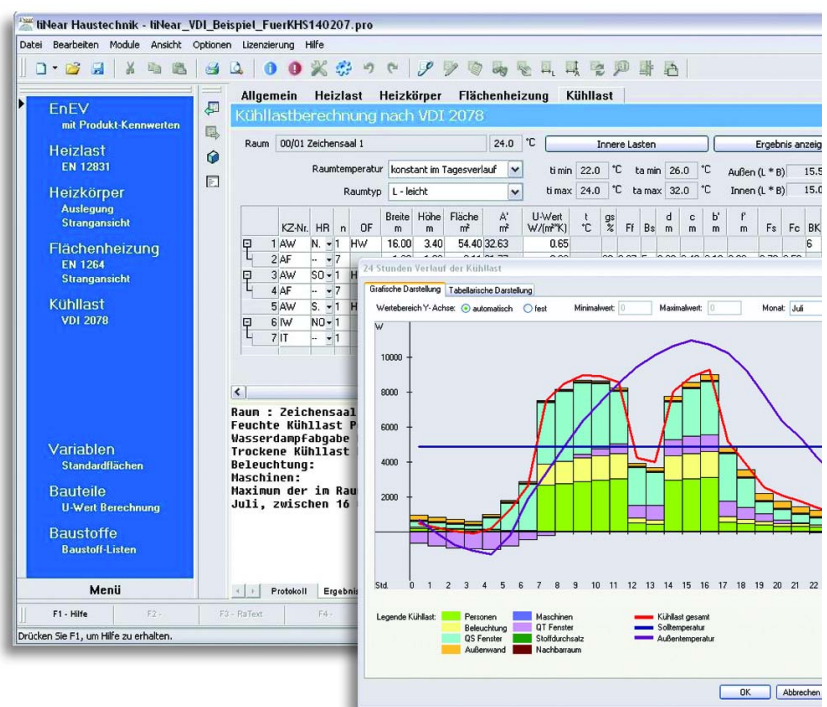 liNear Haustechnik - liNear_VDI_Beispiel_FuerKHS140207.pro
Datei Bearbeiten Module Ansicht Optionen Lizenzierung Hilfe
EnEV
mit Produkt-Kennwerten
Heizlast
EN 12831
Heizkörper
Auslegung
Strangansicht
Flächenheizung
EN 1264
Strangansicht
Kühllast
VDI 2078
Variablen
Standardflächen
Bauteile
U-Wert Berechnung
Baustoffe
Baustoff-Listen
Menü
Allgemein Heizlast Heizkörper Flächenheizung Kühllast
Kühllastberechnung nach VDI 2078
Raum 00/01 Zeichensaal 1 24.0 °C Innere Lasten Ergebnis anzeig
Raumtemperatur konstant im Tagesverlauf ti min 22.0 °C ta min 26.0 °C Außen (L * B) 15.5
Raumtyp L - leicht ti max 24.0 °C ta max 32.0 °C Innen (L * B) 15.0
KZ-Nr. HR n OF Breite m Höhe m Fläche m² A' m² U-Wert W/(m²*K) t °C gs % Ff Bs d m c m b' m f' m Fs Fc BK
1 AW N. 1 HW 16.00 3.40 54.40 32.63 0.65 6
2 AF -- 7
3 AW SO 1 H
4 AF -- 7
5 AW S. 1 H
6 IW NO 1
7 IT -- 1
Raum : Zeichensaal
Feuchte Kühllast P
Wasserdampfabgabe
Trockene Kühllast
Beleuchtung:
Maschinen:
Maximum der im Rau
Juli, zwischen 16
Protokoll Ergebnis
F1 - Hilfe F2 - F3 - RaText F4 -
Drücken Sie F1, um Hilfe zu erhalten.
24 Stunden Verlauf der Kühllast
Grafische Darstellung Tabellarische Darstellung
Wertebereich Y-Achse: automatisch fest Minimalwert: 0 Maximalwert: 0 Monat: Juli
W
10000
8000
6000
4000
2000
Std. 0 1 2 3 4 5 6 7 8 9 10 11 12 13 14 15 16 17 18 19 20 21 22
Legende Kühllast: Personen Maschinen Kühllast gesamt
Beleuchtung QT Fenster Solltemperatur
QS Fenster Stoffdurchsatz Außentemperatur
Außenwand Nachbarraum
OK Abbrechen